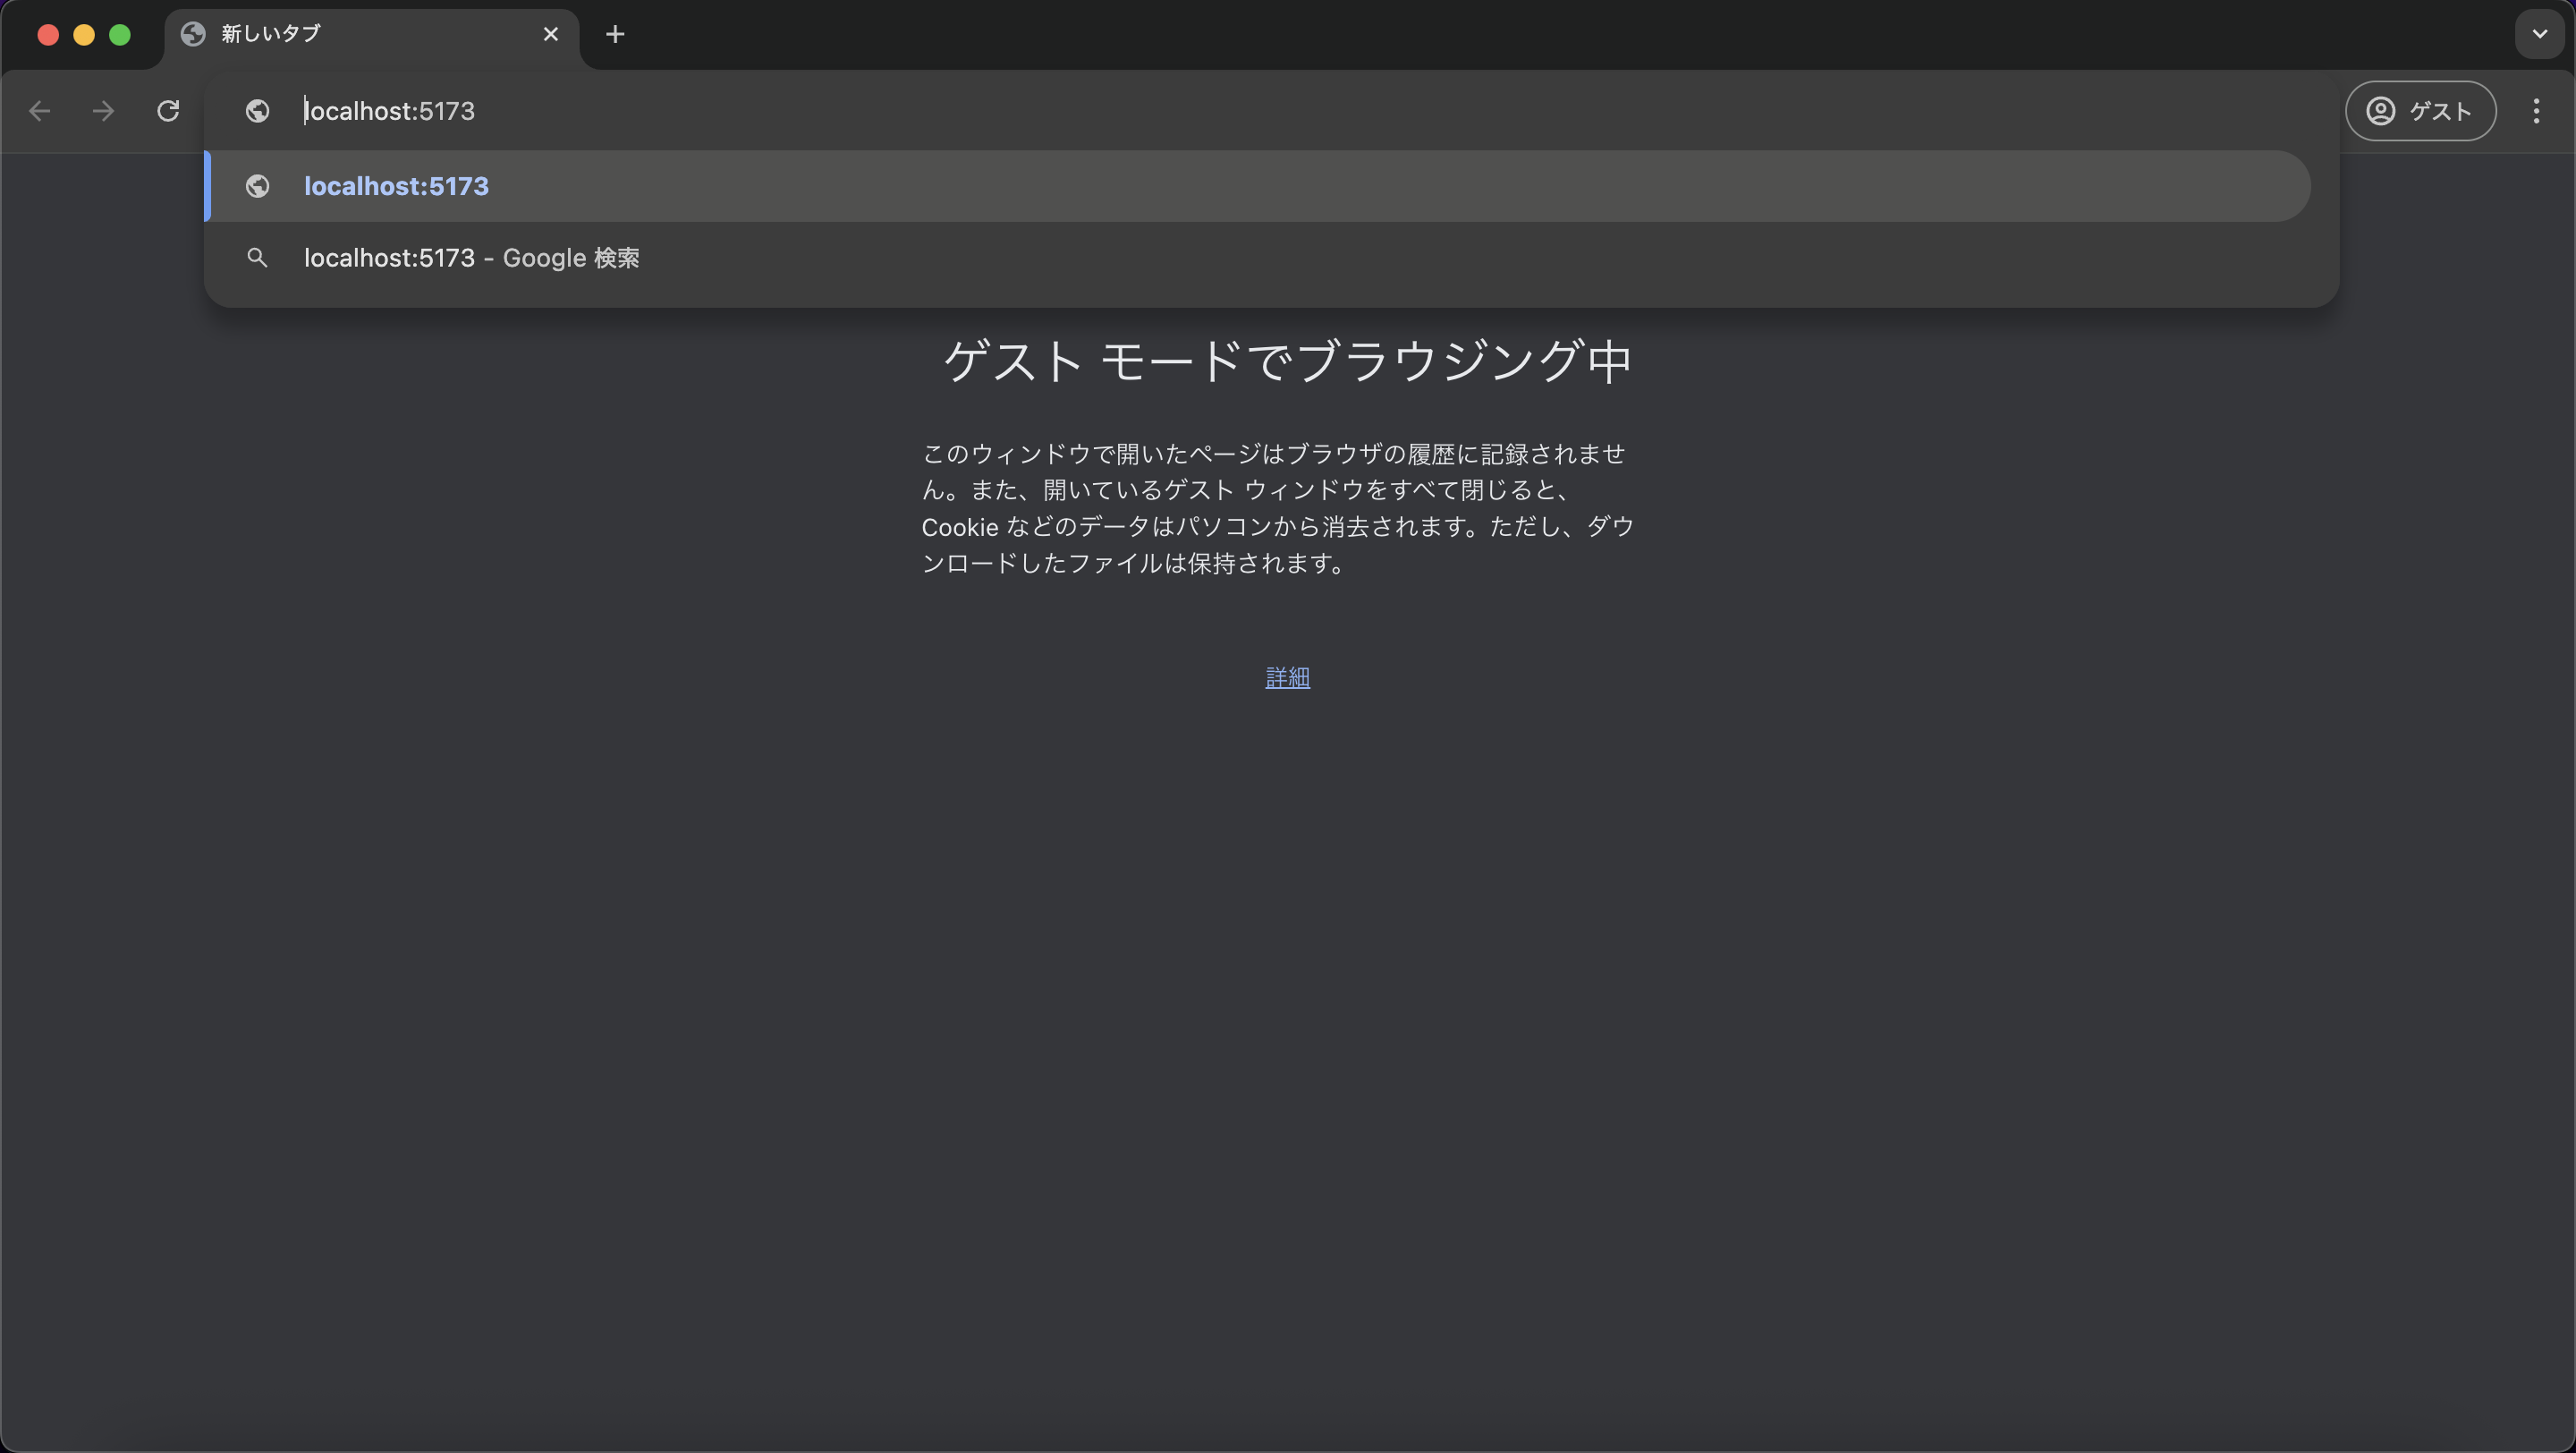 新しいタブ
localhost:5173
ゲスト
localhost:5173
localhost:5173 - Google 検索
ゲスト モードでブラウジング中
このウィンドウで開いたページはブラウザの履歴に記録されませ
ん。また、開いているゲスト ウィンドウをすべて閉じると、
Cookie などのデータはパソコンから消去されます。ただし、ダウ
ンロードしたファイルは保持されます。
詳細